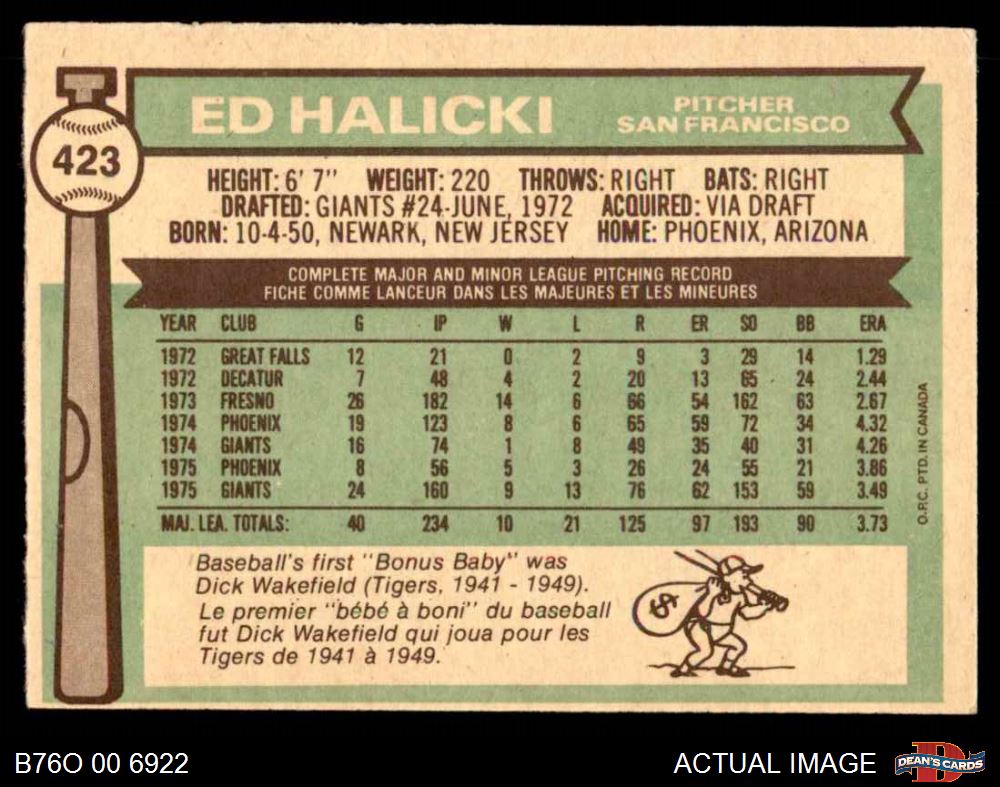 423
ED HALICKI
PITCHER
SAN FRANCISCO
HEIGHT: 6' 7" WEIGHT: 220 THROWS: RIGHT BATS: RIGHT
DRAFTED: GIANTS #24-JUNE, 1972 ACQUIRED: VIA DRAFT
BORN: 10-4-50, NEWARK, NEW JERSEY HOME: PHOENIX, ARIZONA
COMPLETE MAJOR AND MINOR LEAGUE PITCHING RECORD
FICHE COMME LANCEUR DANS LES MAJEURES ET LES MINEURES
YEAR CLUB G IP W L R ER SO BB ERA
1972 GREAT FALLS 12 21 0 2 9 3 29 14 1.29
1972 DECATUR 7 48 4 2 20 13 65 24 2.44
1973 FRESNO 26 182 14 6 66 54 162 63 2.67
1974 PHOENIX 19 123 8 6 65 59 72 34 4.32
1974 GIANTS 16 74 1 8 49 35 40 31 4.26
1975 PHOENIX 8 56 5 3 26 24 55 21 3.86
1975 GIANTS 24 160 9 13 76 62 153 59 3.49
MAJ. LEA. TOTALS: 40 234 10 21 125 97 193 90 3.73
O.P.C. PTD. IN CANADA
Baseball's first "Bonus Baby" was
Dick Wakefield (Tigers, 1941 - 1949).
Le premier "bébé à boni" du baseball
fut Dick Wakefield qui joua pour les
Tigers de 1941 à 1949.
$
B76O 00 6922
ACTUAL IMAGE
DEAN'S CARDS